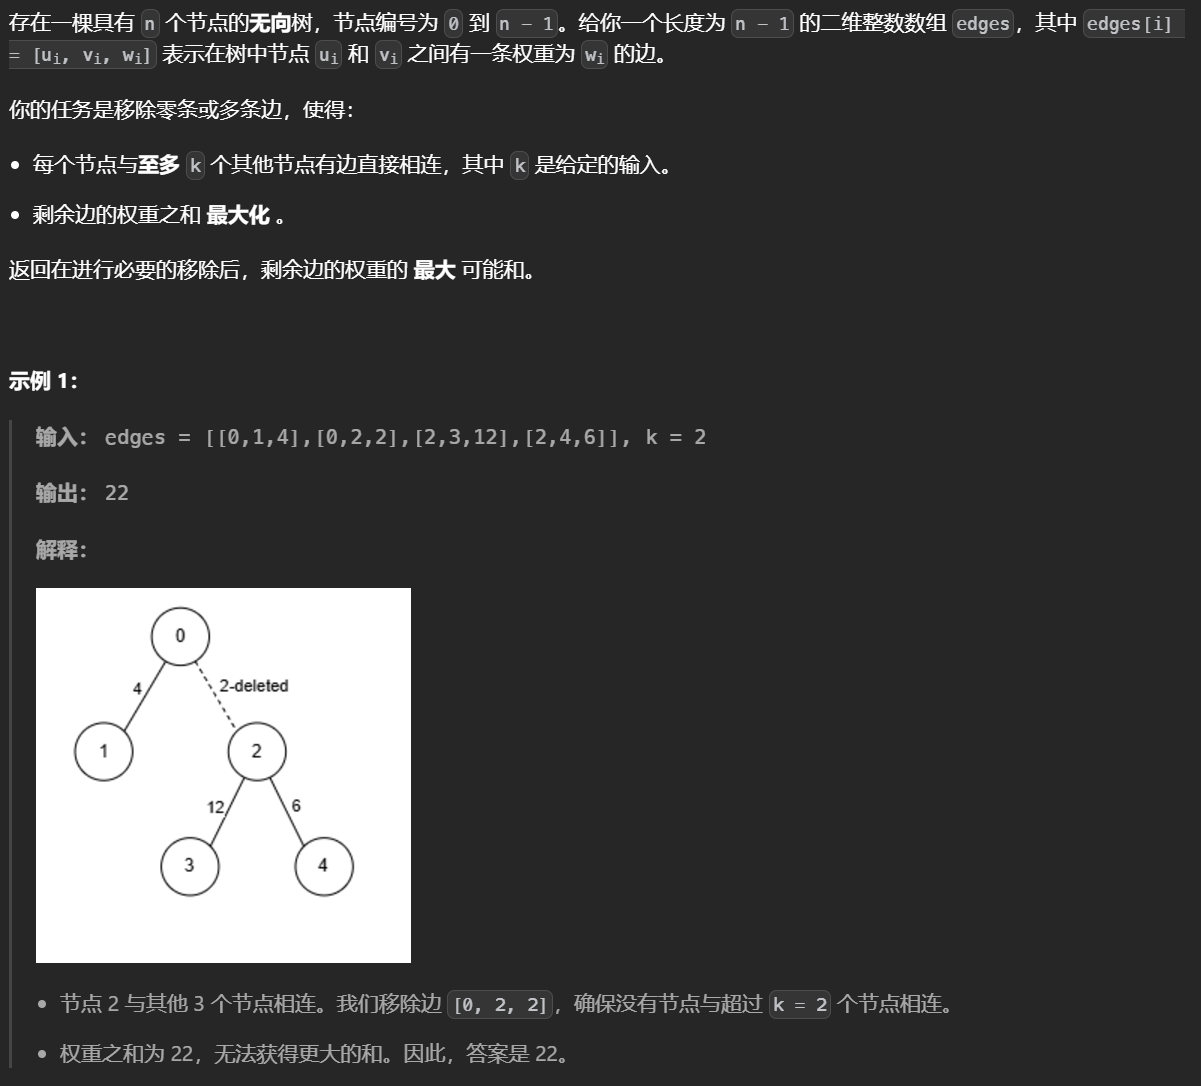 存在一棵具有 n 个节点的无向树，节点编号为 0 到 n - 1。给你一个长度为 n - 1 的二维整数数组 edges，其中 edges[i]
= [ui, vi, wi] 表示在树中节点 ui 和 vi 之间有一条权重为 wi 的边。
你的任务是移除零条或多条边，使得：
• 每个节点与至多 k 个其他节点有边直接相连，其中 k 是给定的输入。
• 剩余边的权重之和 最大化 。
返回在进行必要的移除后，剩余边的权重的 最大 可能和。
示例 1：
输入： edges = [[0,1,4],[0,2,2],[2,3,12],[2,4,6]], k = 2
输出： 22
解释：
0
4
2-deleted
1
2
12
6
3
4
• 节点 2 与其他 3 个节点相连。我们移除边 [0, 2, 2]，确保没有节点与超过 k = 2 个节点相连。
• 权重之和为 22，无法获得更大的和。因此，答案是 22。